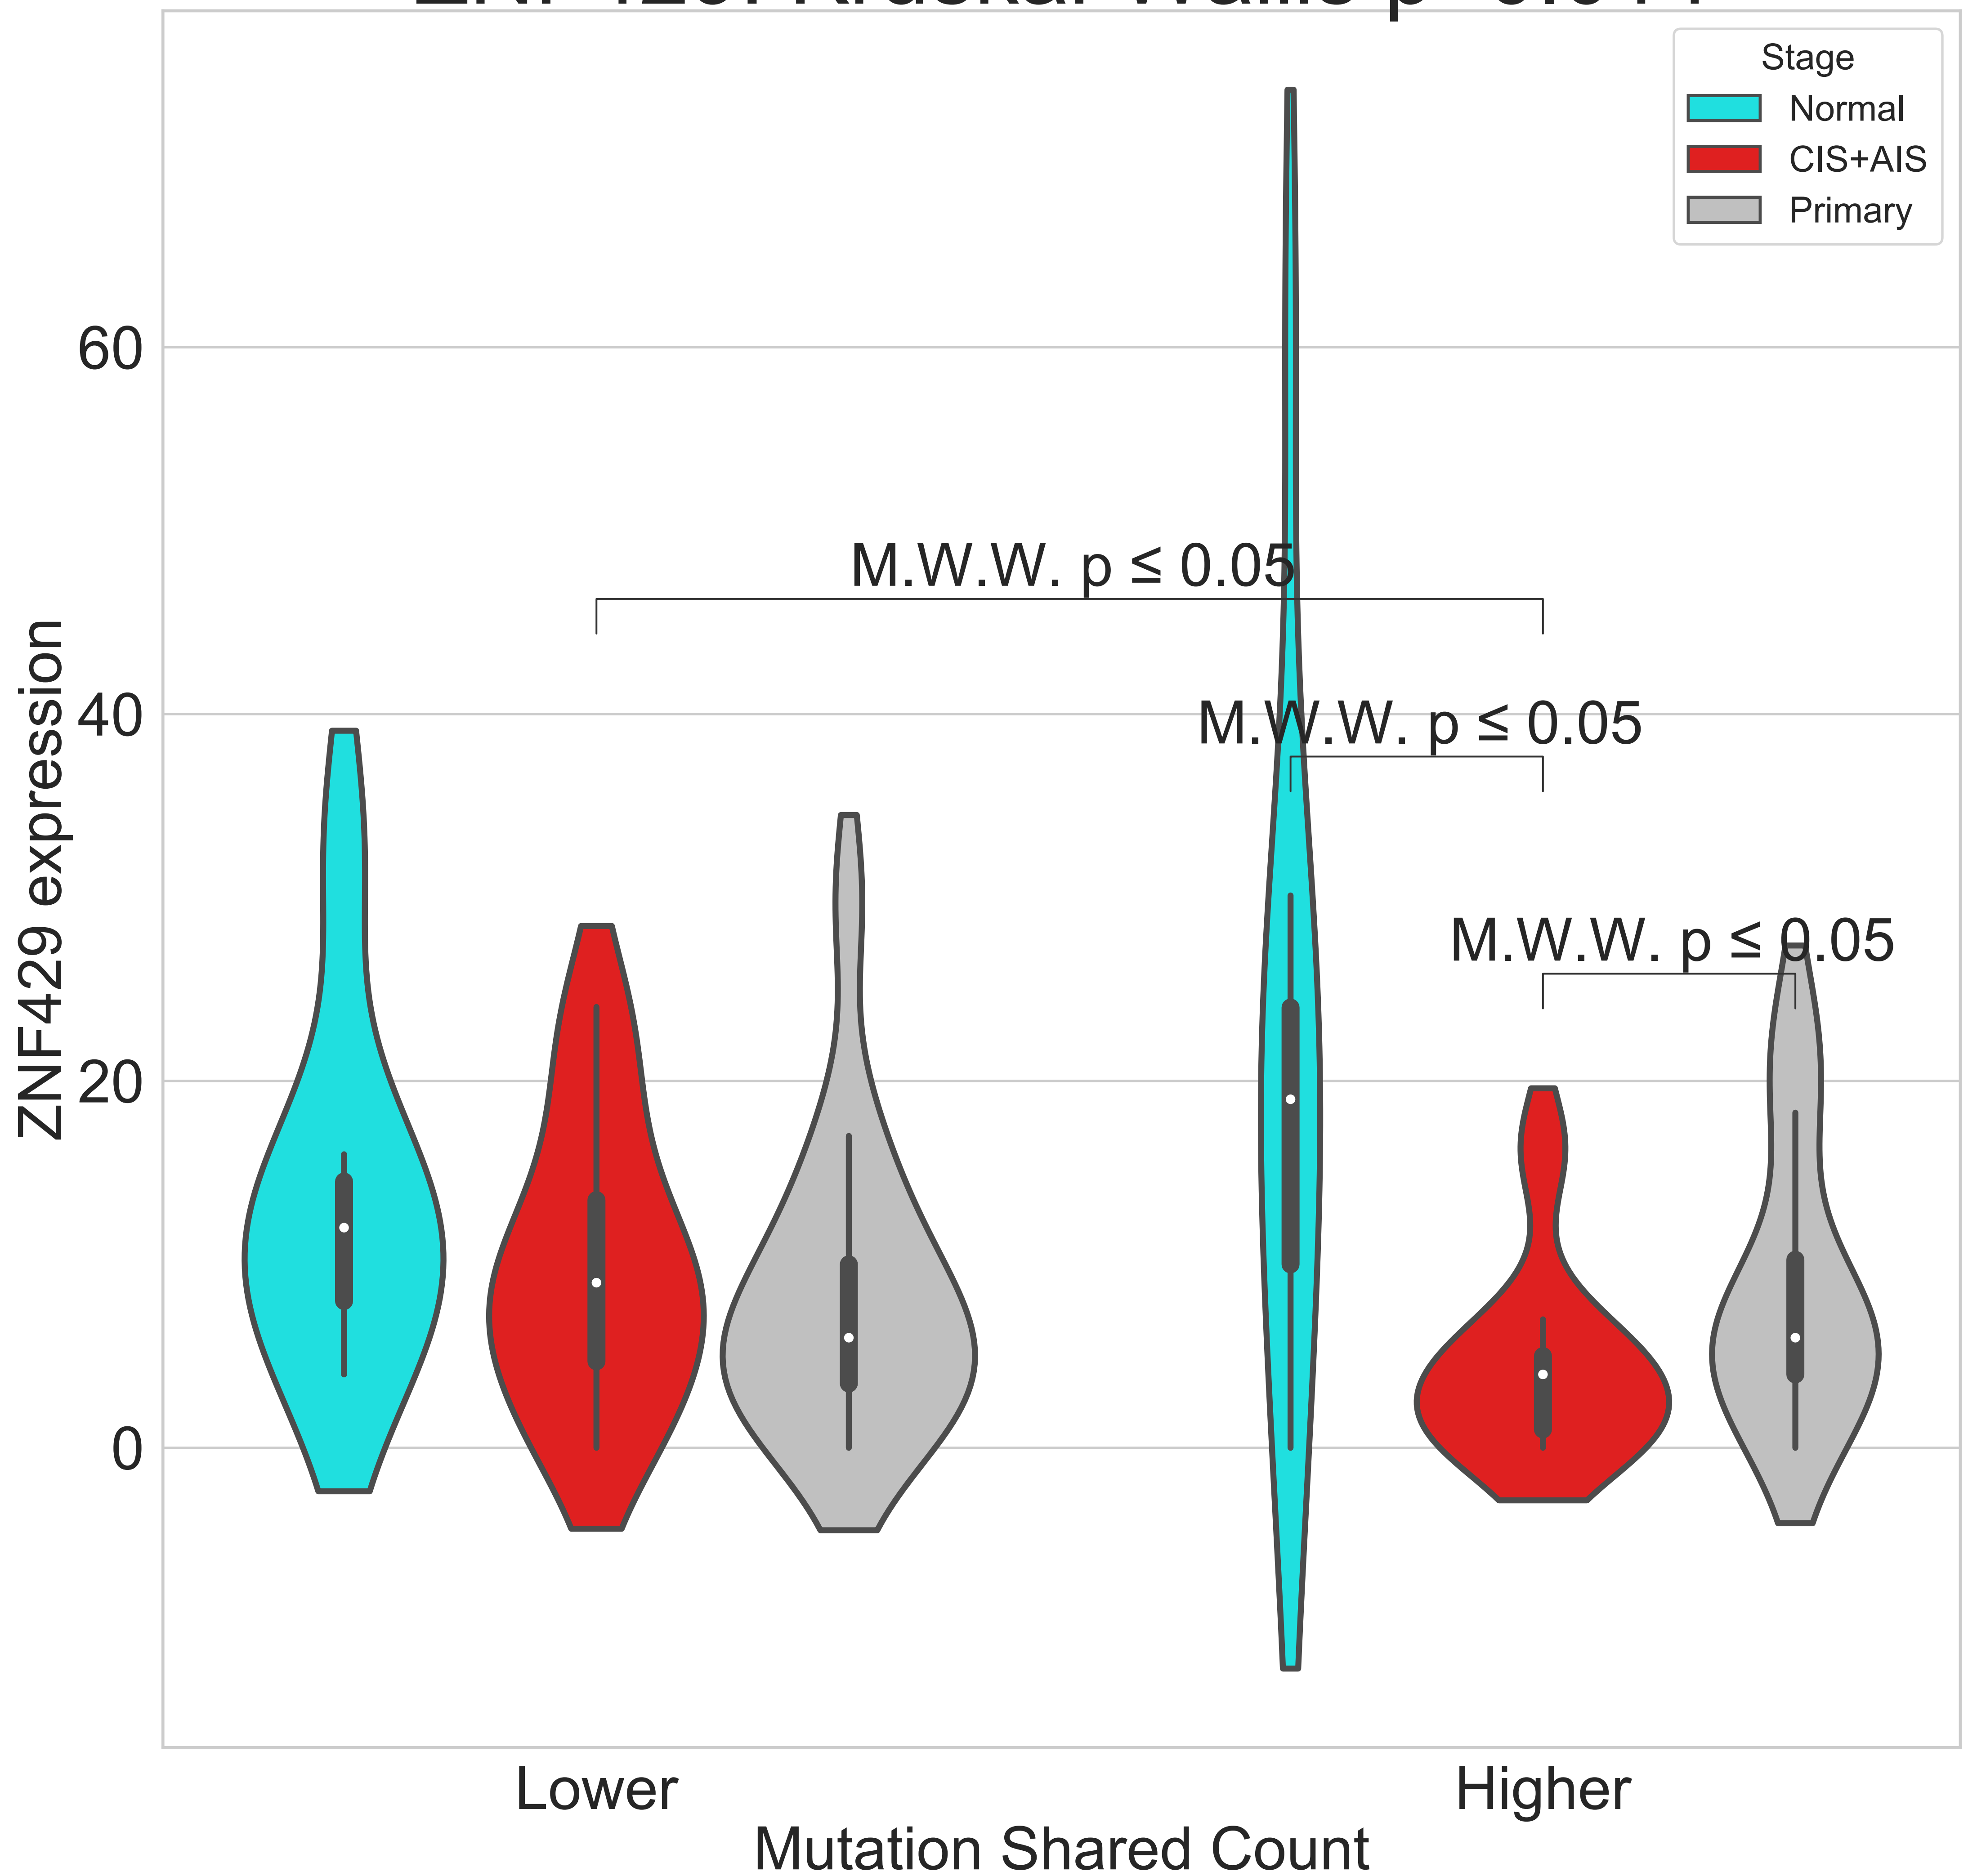 Stage
Normal
CIS+AIS
Primary
60
40
20
0
ZNF429 expression
M.W.W. p ≤ 0.05
M.W.W. p ≤ 0.05
M.W.W. p ≤ 0.05
Lower
Higher
Mutation Shared Count